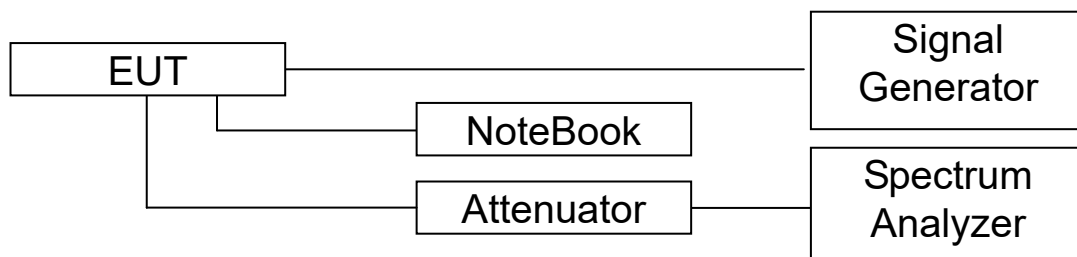 EUT
Signal
Generator
NoteBook
Attenuator
Spectrum
Analyzer